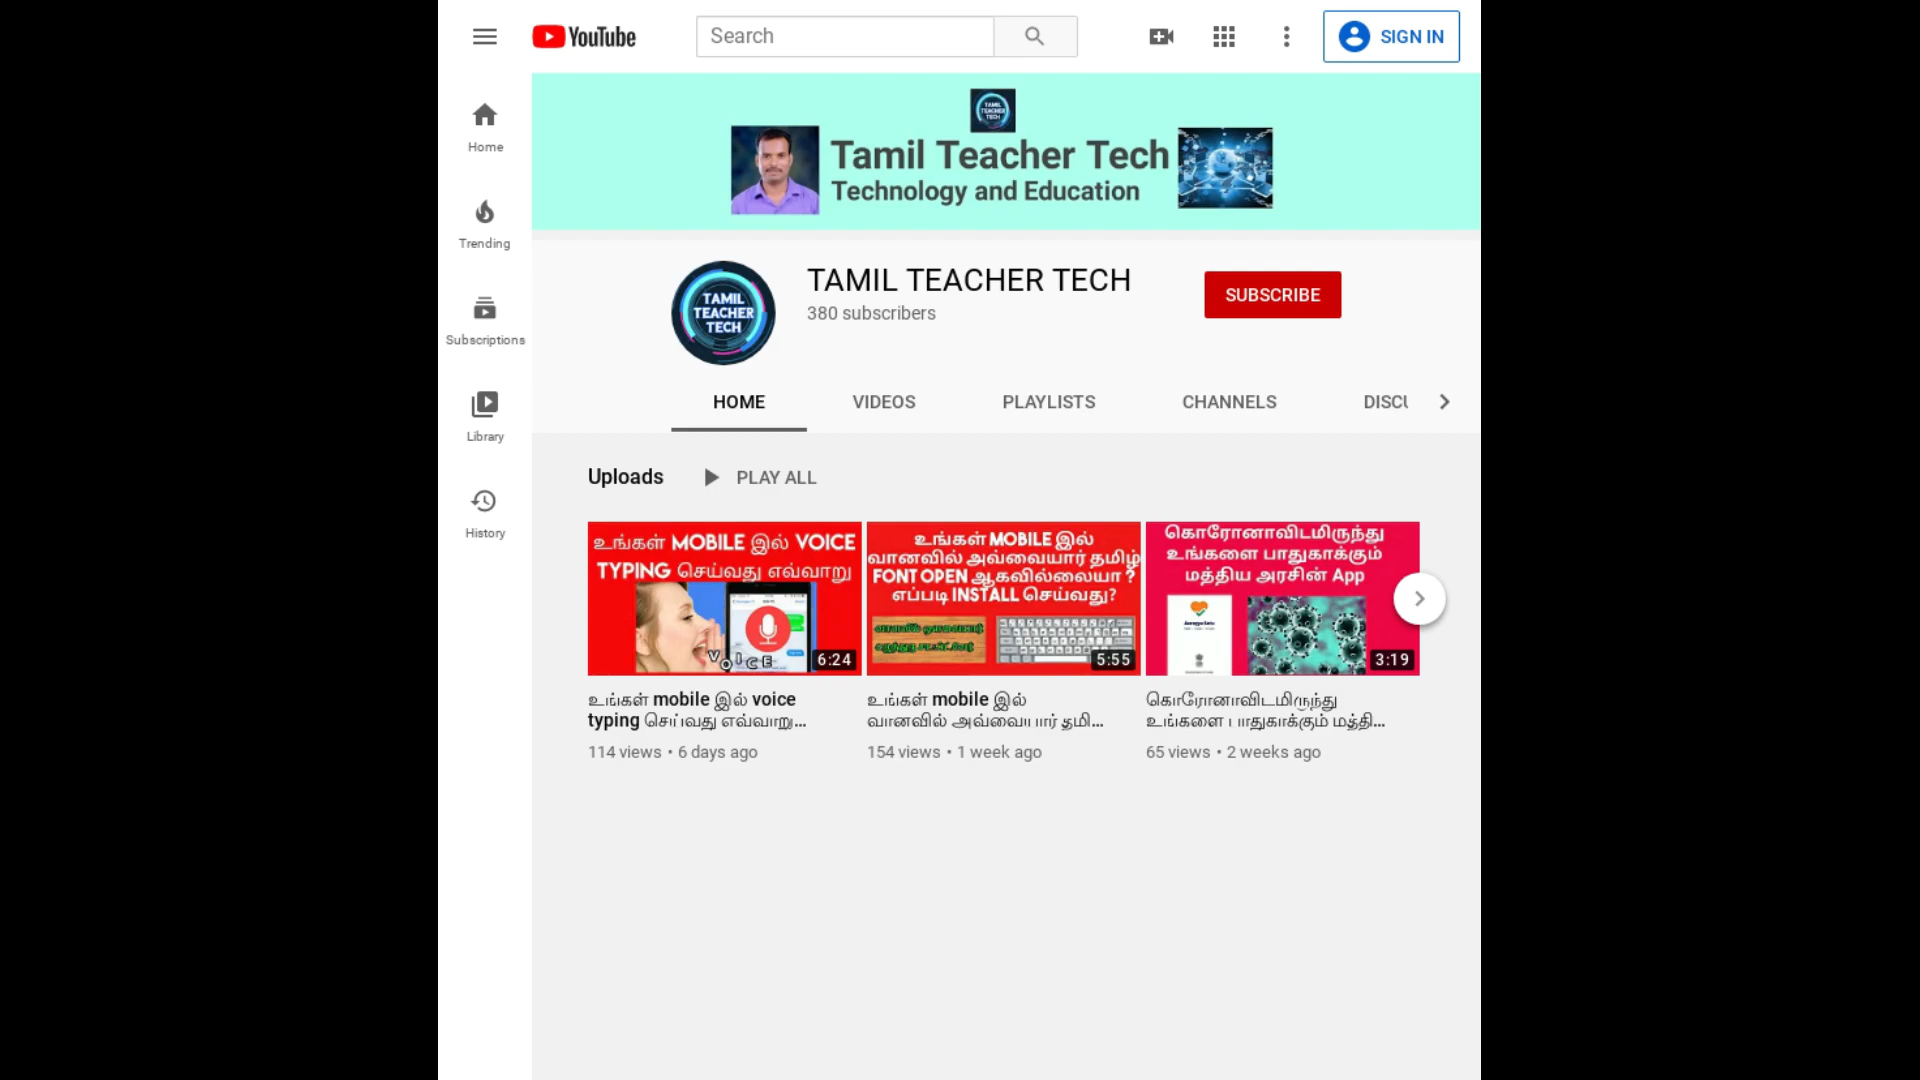 YouTube
Search
SIGN IN
Home
Trending
Subscriptions
Library
History
TAMIL
TEACHER
TECH
Tamil Teacher Tech
Technology and Education
TAMIL
TEACHER
TECH
TAMIL TEACHER TECH
380 subscribers
SUBSCRIBE
HOME VIDEOS PLAYLISTS CHANNELS DISCU
Uploads PLAY ALL
உங்கள் MOBILE இல் VOICE
TYPING செய்வது எவ்வாறு
VOICE
6:24
உங்கள் MOBILE இல்
வானவில் அவ்வையார் தமிழ்
FONT OPEN ஆகவில்லையா ?
எப்படி INSTALL செய்வது?
5:55
கொரோனாவிடமிருந்து
உங்களை பாதுகாக்கும்
மத்திய அரசின் App
3:19
உங்கள் mobile இல் voice
typing செய்வது எவ்வாறு...
114 views • 6 days ago
உங்கள் mobile இல்
வானவில் அவ்வையார் தமி...
154 views • 1 week ago
கொரோனாவிடமிருந்து
உங்களை பாதுகாக்கும் மத்தி...
65 views • 2 weeks ago